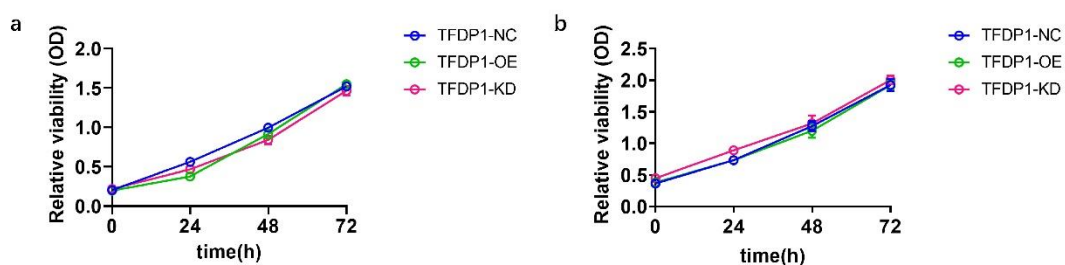 a
Relative viability (OD)
2.0
1.5
1.0
0.5
0.0
0 24 48 72
time(h)
TFDP1-NC
TFDP1-OE
TFDP1-KD
b
Relative viability (OD)
2.5
2.0
1.5
1.0
0.5
0.0
0 24 48 72
time(h)
TFDP1-NC
TFDP1-OE
TFDP1-KD